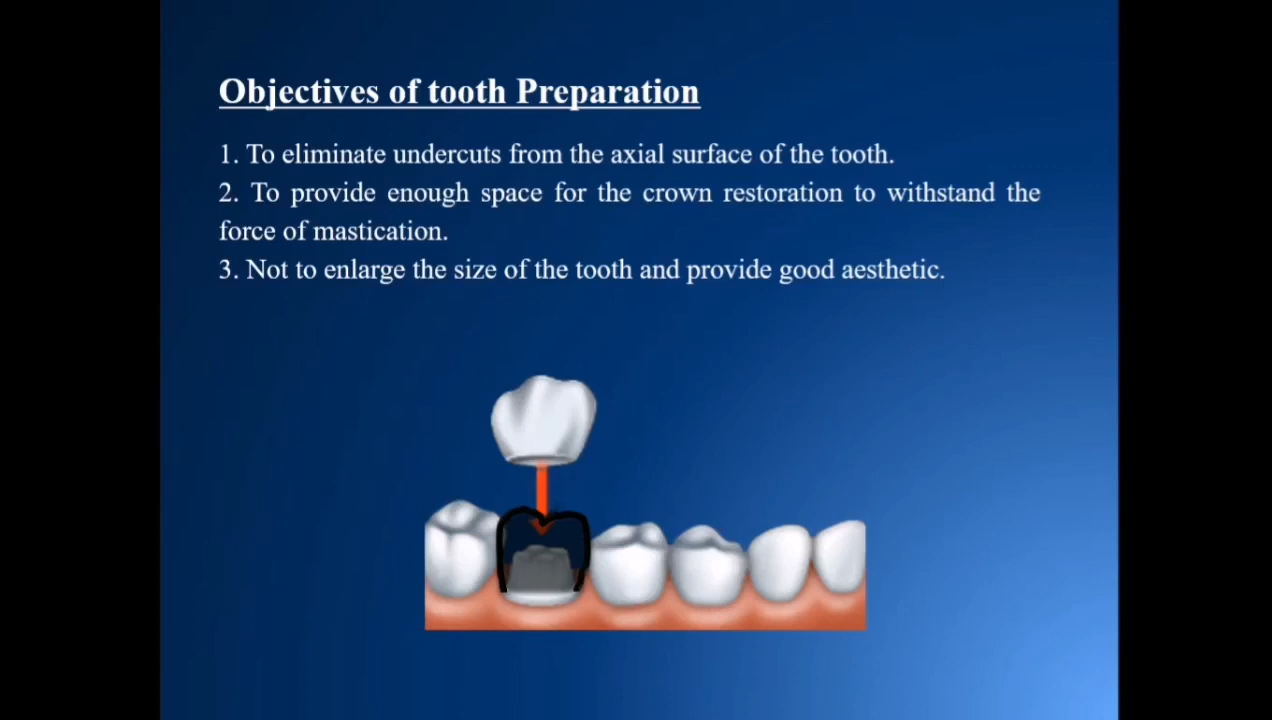 Objectives of tooth Preparation
1. To eliminate undercuts from the axial surface of the tooth.
2. To provide enough space for the crown restoration to withstand the
force of mastication.
3. Not to enlarge the size of the tooth and provide good aesthetic.